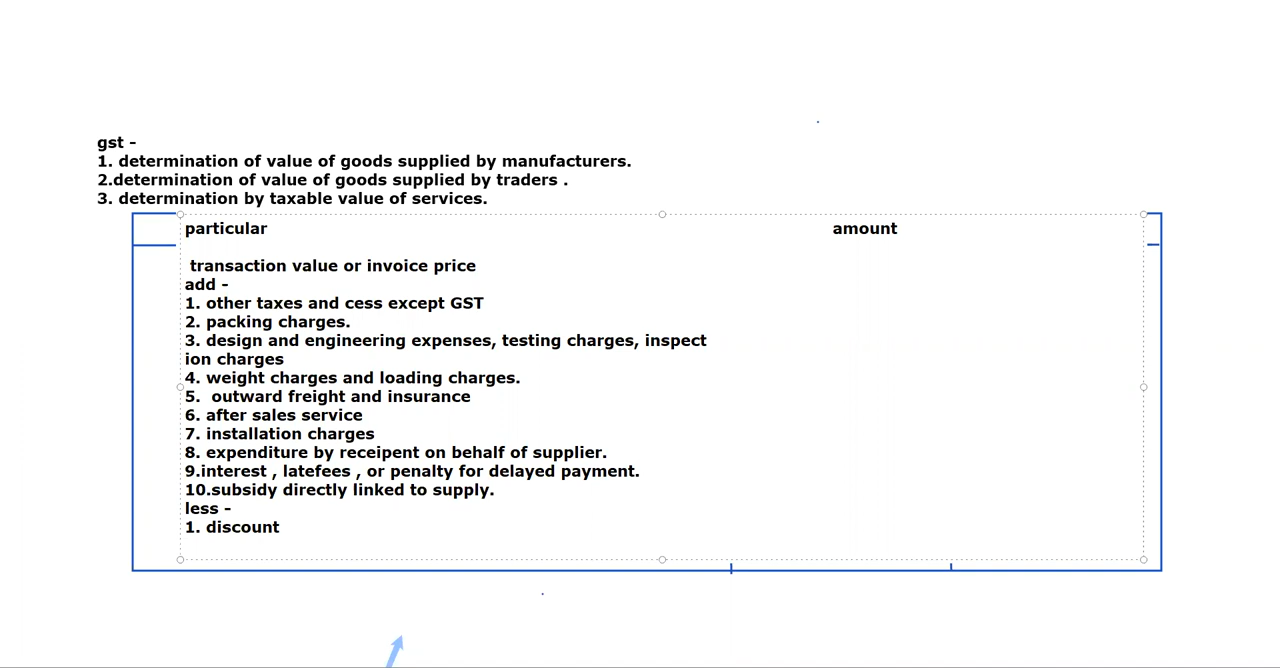 gst -
1. determination of value of goods supplied by manufacturers.
2.determination of value of goods supplied by traders .
3. determination by taxable value of services.
particular amount
transaction value or invoice price
add -
1. other taxes and cess except GST
2. packing charges.
3. design and engineering expenses, testing charges, inspect
ion charges
4. weight charges and loading charges.
5. outward freight and insurance
6. after sales service
7. installation charges
8. expenditure by receipent on behalf of supplier.
9.interest , latefees , or penalty for delayed payment.
10.subsidy directly linked to supply.
less -
1. discount